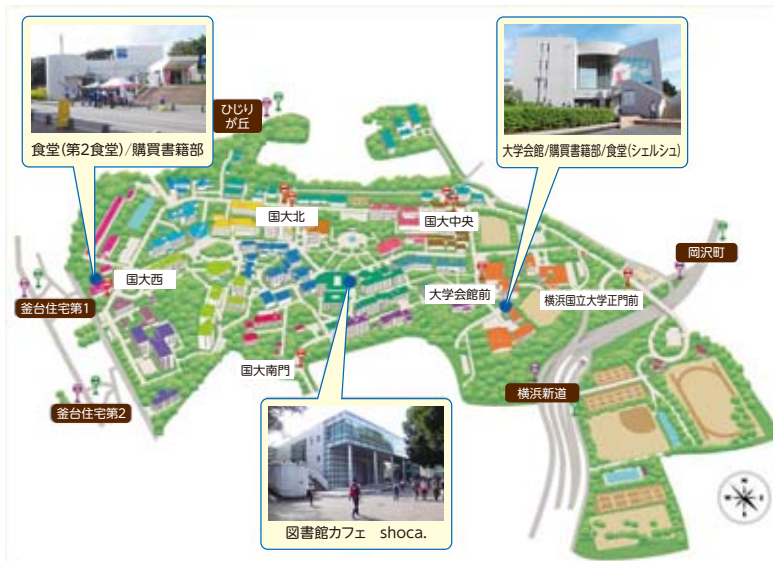 食堂(第2食堂)/購買書籍部
大学会館/購買書籍部/食堂(シェルシュ)
ひじり
が丘
国大北
国大中央
岡沢町
国大西
大学会館前
横浜国立大学正門前
釜台住宅第1
国大南門
横浜新道
釜台住宅第2
図書館カフェ shoca.